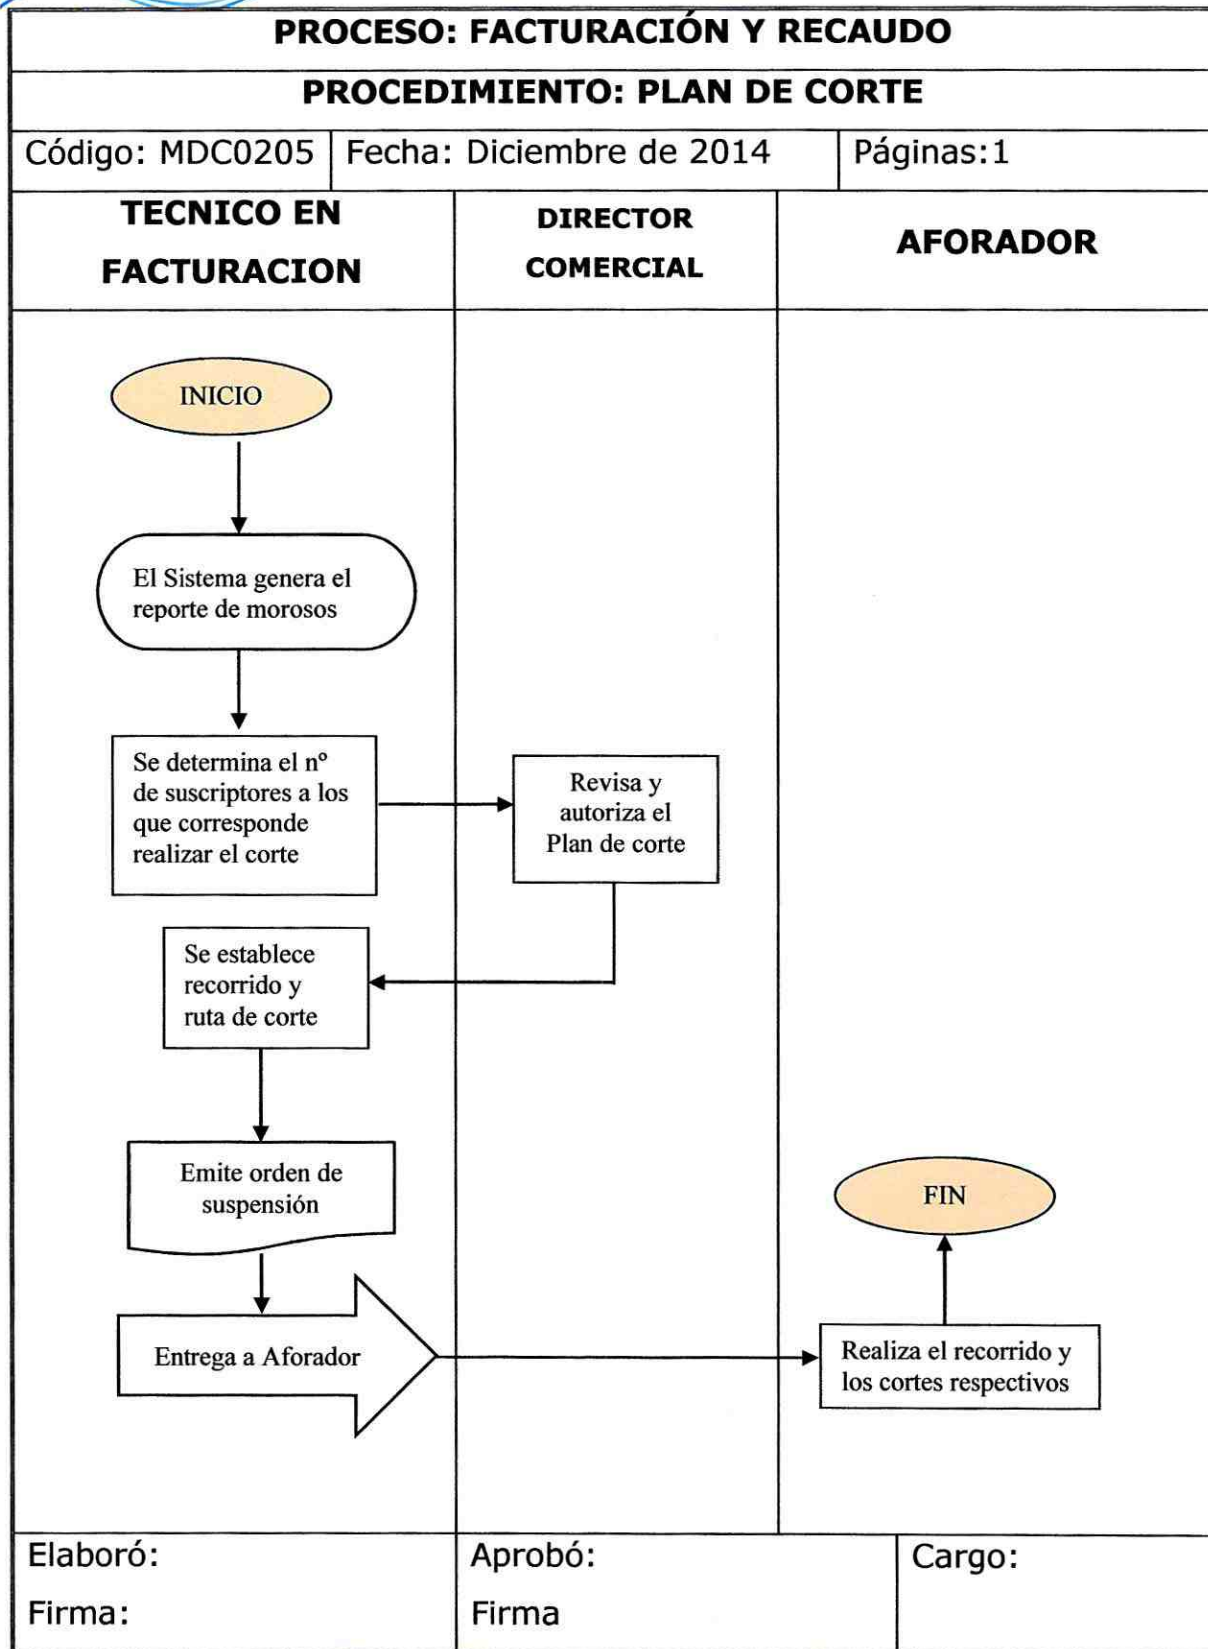 PROCESO: FACTURACIÓN Y RECAUDO
PROCEDIMIENTO: PLAN DE CORTE
Código: MDC0205
Fecha: Diciembre de 2014
Páginas:1
TECNICO EN
FACTURACION
DIRECTOR
COMERCIAL
AFORADOR
INICIO
El Sistema genera el
reporte de morosos
Se determina el nº
de suscriptores a los
que corresponde
realizar el corte
Revisa y
autoriza el
Plan de corte
Se establece
recorrido y
ruta de corte
Emite orden de
suspensión
Entrega a Aforador
Realiza el recorrido y
los cortes respectivos
FIN
Elaboró:
Firma:
Aprobó:
Firma
Cargo: